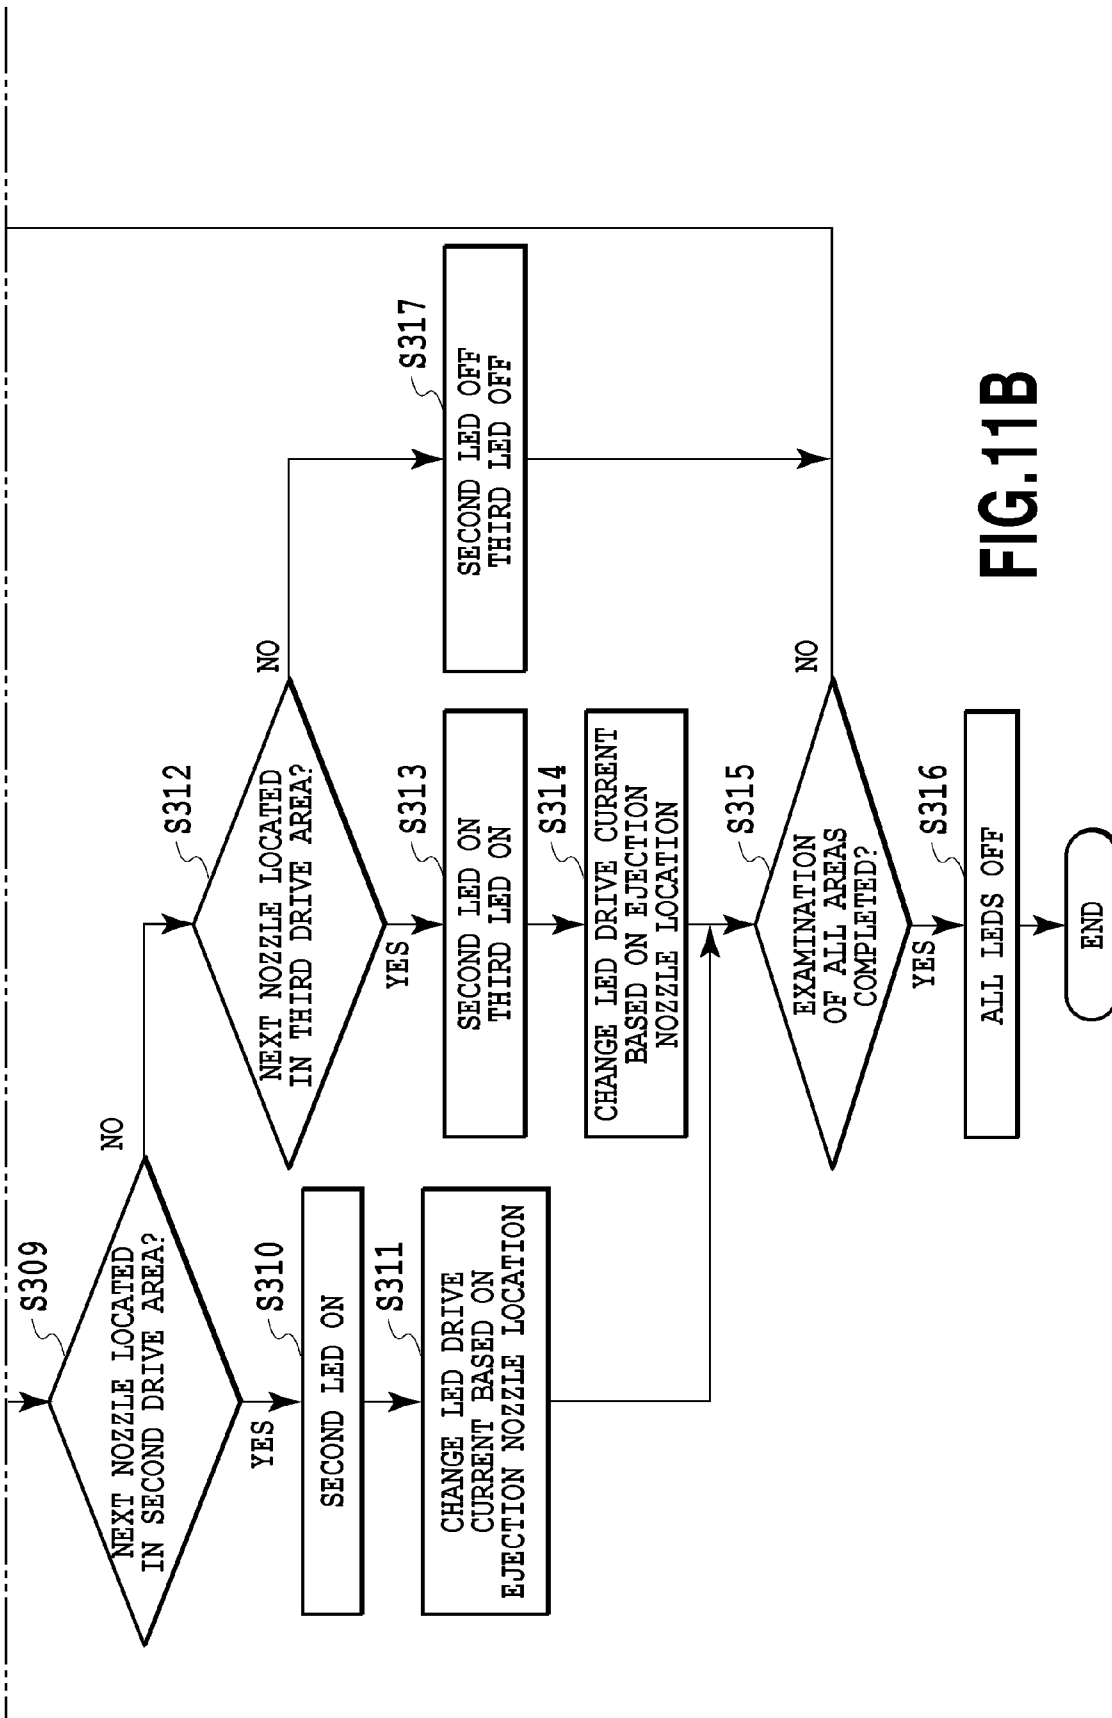 S309
NEXT NOZZLE LOCATED
IN SECOND DRIVE AREA?
NO
YES
S310
SECOND LED ON
S311
CHANGE LED DRIVE
CURRENT BASED ON
EJECTION NOZZLE LOCATION
S312
NEXT NOZZLE LOCATED
IN THIRD DRIVE AREA?
NO
YES
S313
SECOND LED ON
THIRD LED ON
S314
CHANGE LED DRIVE CURRENT
BASED ON EJECTION
NOZZLE LOCATION
S317
SECOND LED OFF
THIRD LED OFF
S315
EXAMINATION
OF ALL AREAS
COMPLETED?
NO
YES
S316
ALL LEDS OFF
END
FIG.11B